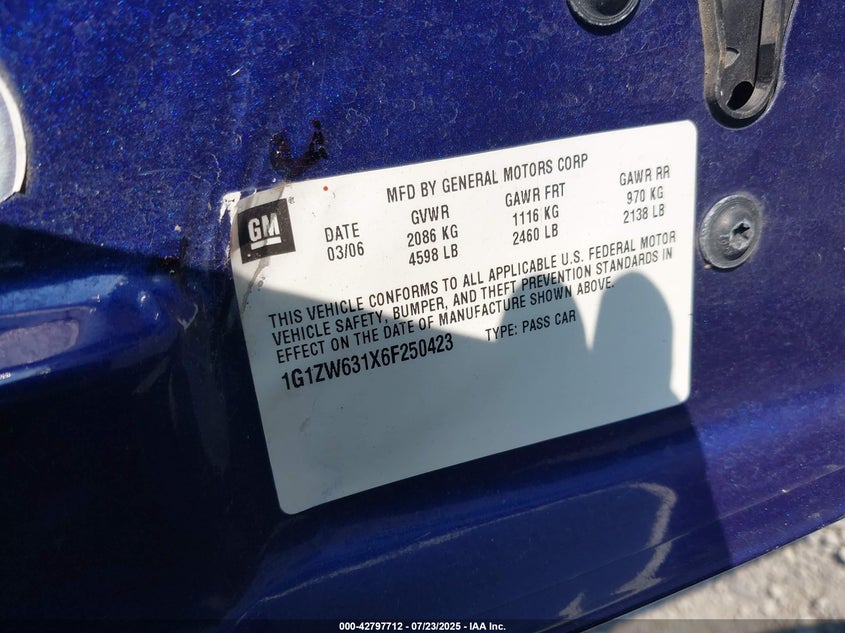 MFD BY GENERAL MOTORS CORP
GM ®
DATE GVWR GAWR FRT GAWR RR
03/06 2086 KG 1116 KG 970 KG
4598 LB 2460 LB 2138 LB
THIS VEHICLE CONFORMS TO ALL APPLICABLE U.S. FEDERAL MOTOR
VEHICLE SAFETY, BUMPER, AND THEFT PREVENTION STANDARDS IN
EFFECT ON THE DATE OF MANUFACTURE SHOWN ABOVE.
1G1ZW631X6F250423 TYPE: PASS CAR
000-42797712 - 07/23/2025 - IAA Inc.